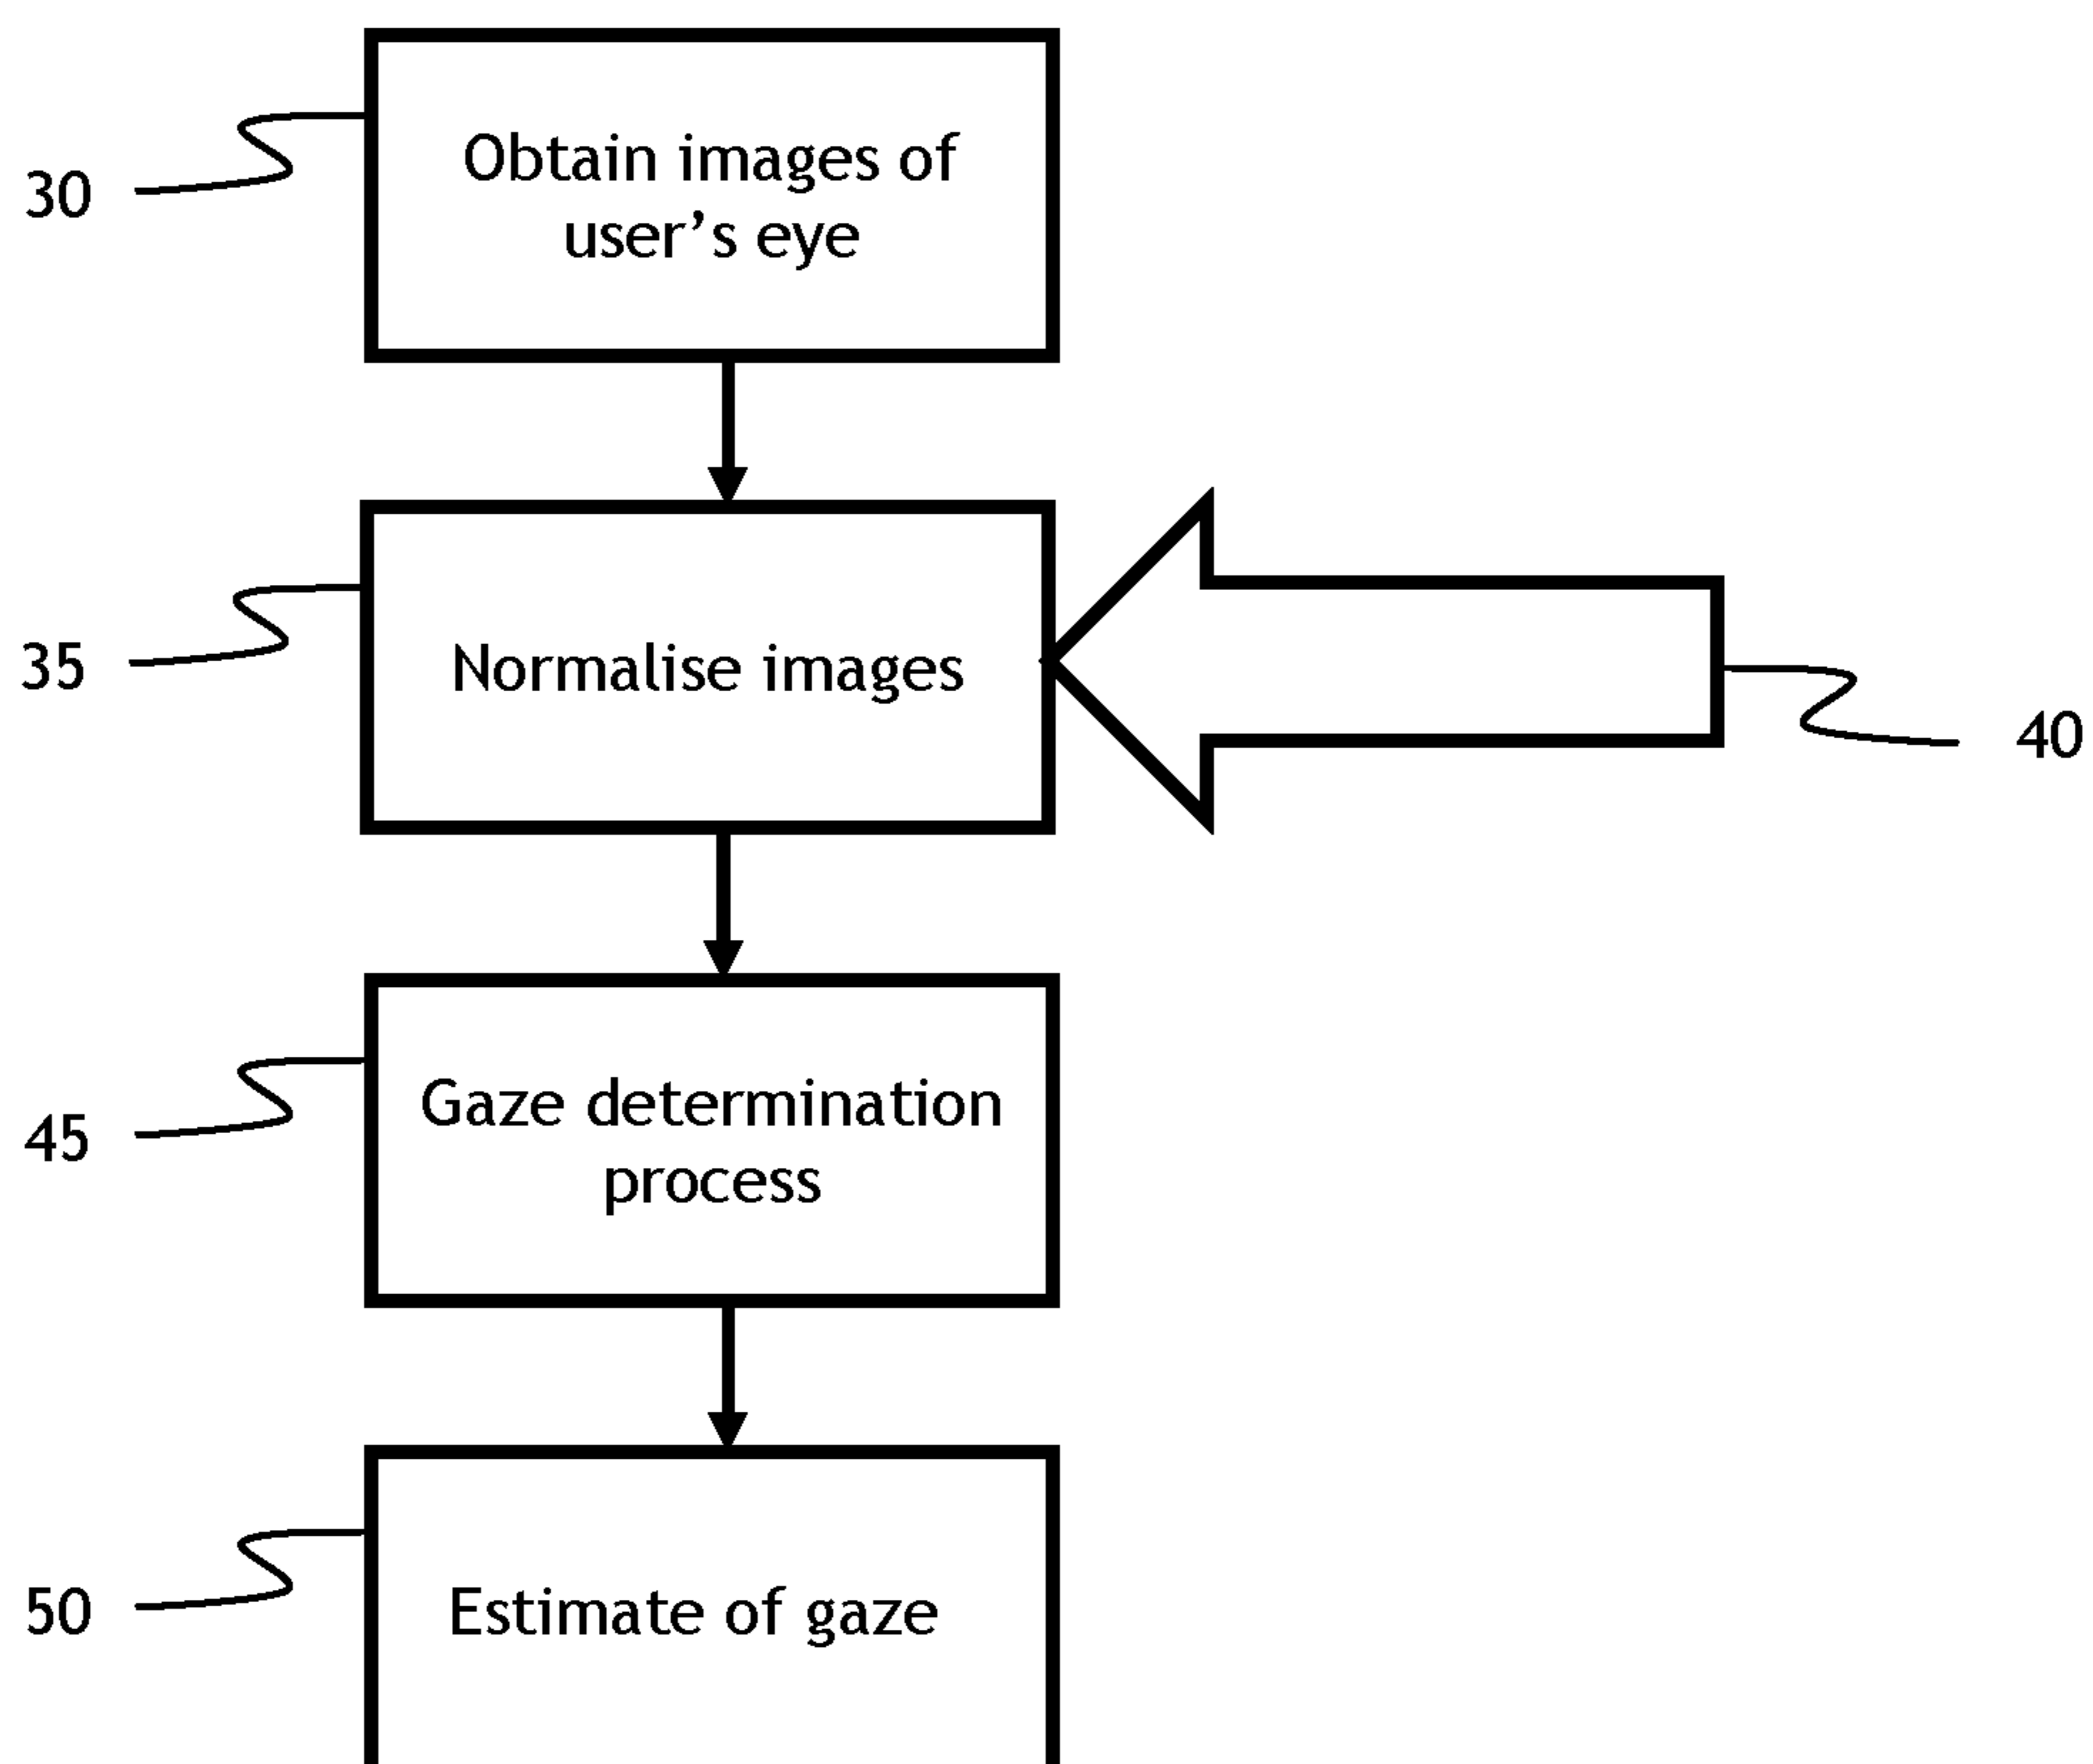 30
Obtain images of
user’s eye
35
Normalise images
40
45
Gaze determination
process
50
Estimate of gaze